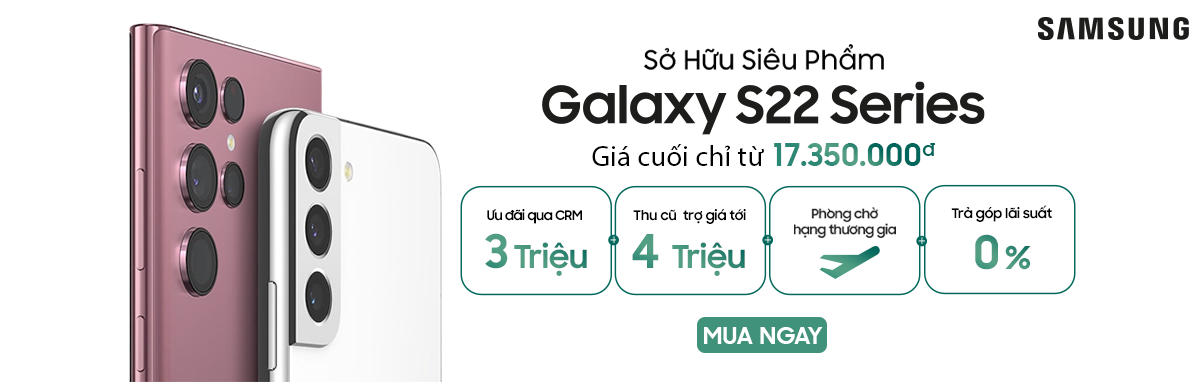 SAMSUNG
Sở Hữu Siêu Phẩm
Galaxy S22 Series
Giá cuối chỉ từ 17.350.000đ
Ưu đãi qua CRM
3 Triệu
+
Thu cũ trợ giá tới
4 Triệu
+
Phòng chờ
hạng thương gia
+
Trả góp lãi suất
0%
MUA NGAY